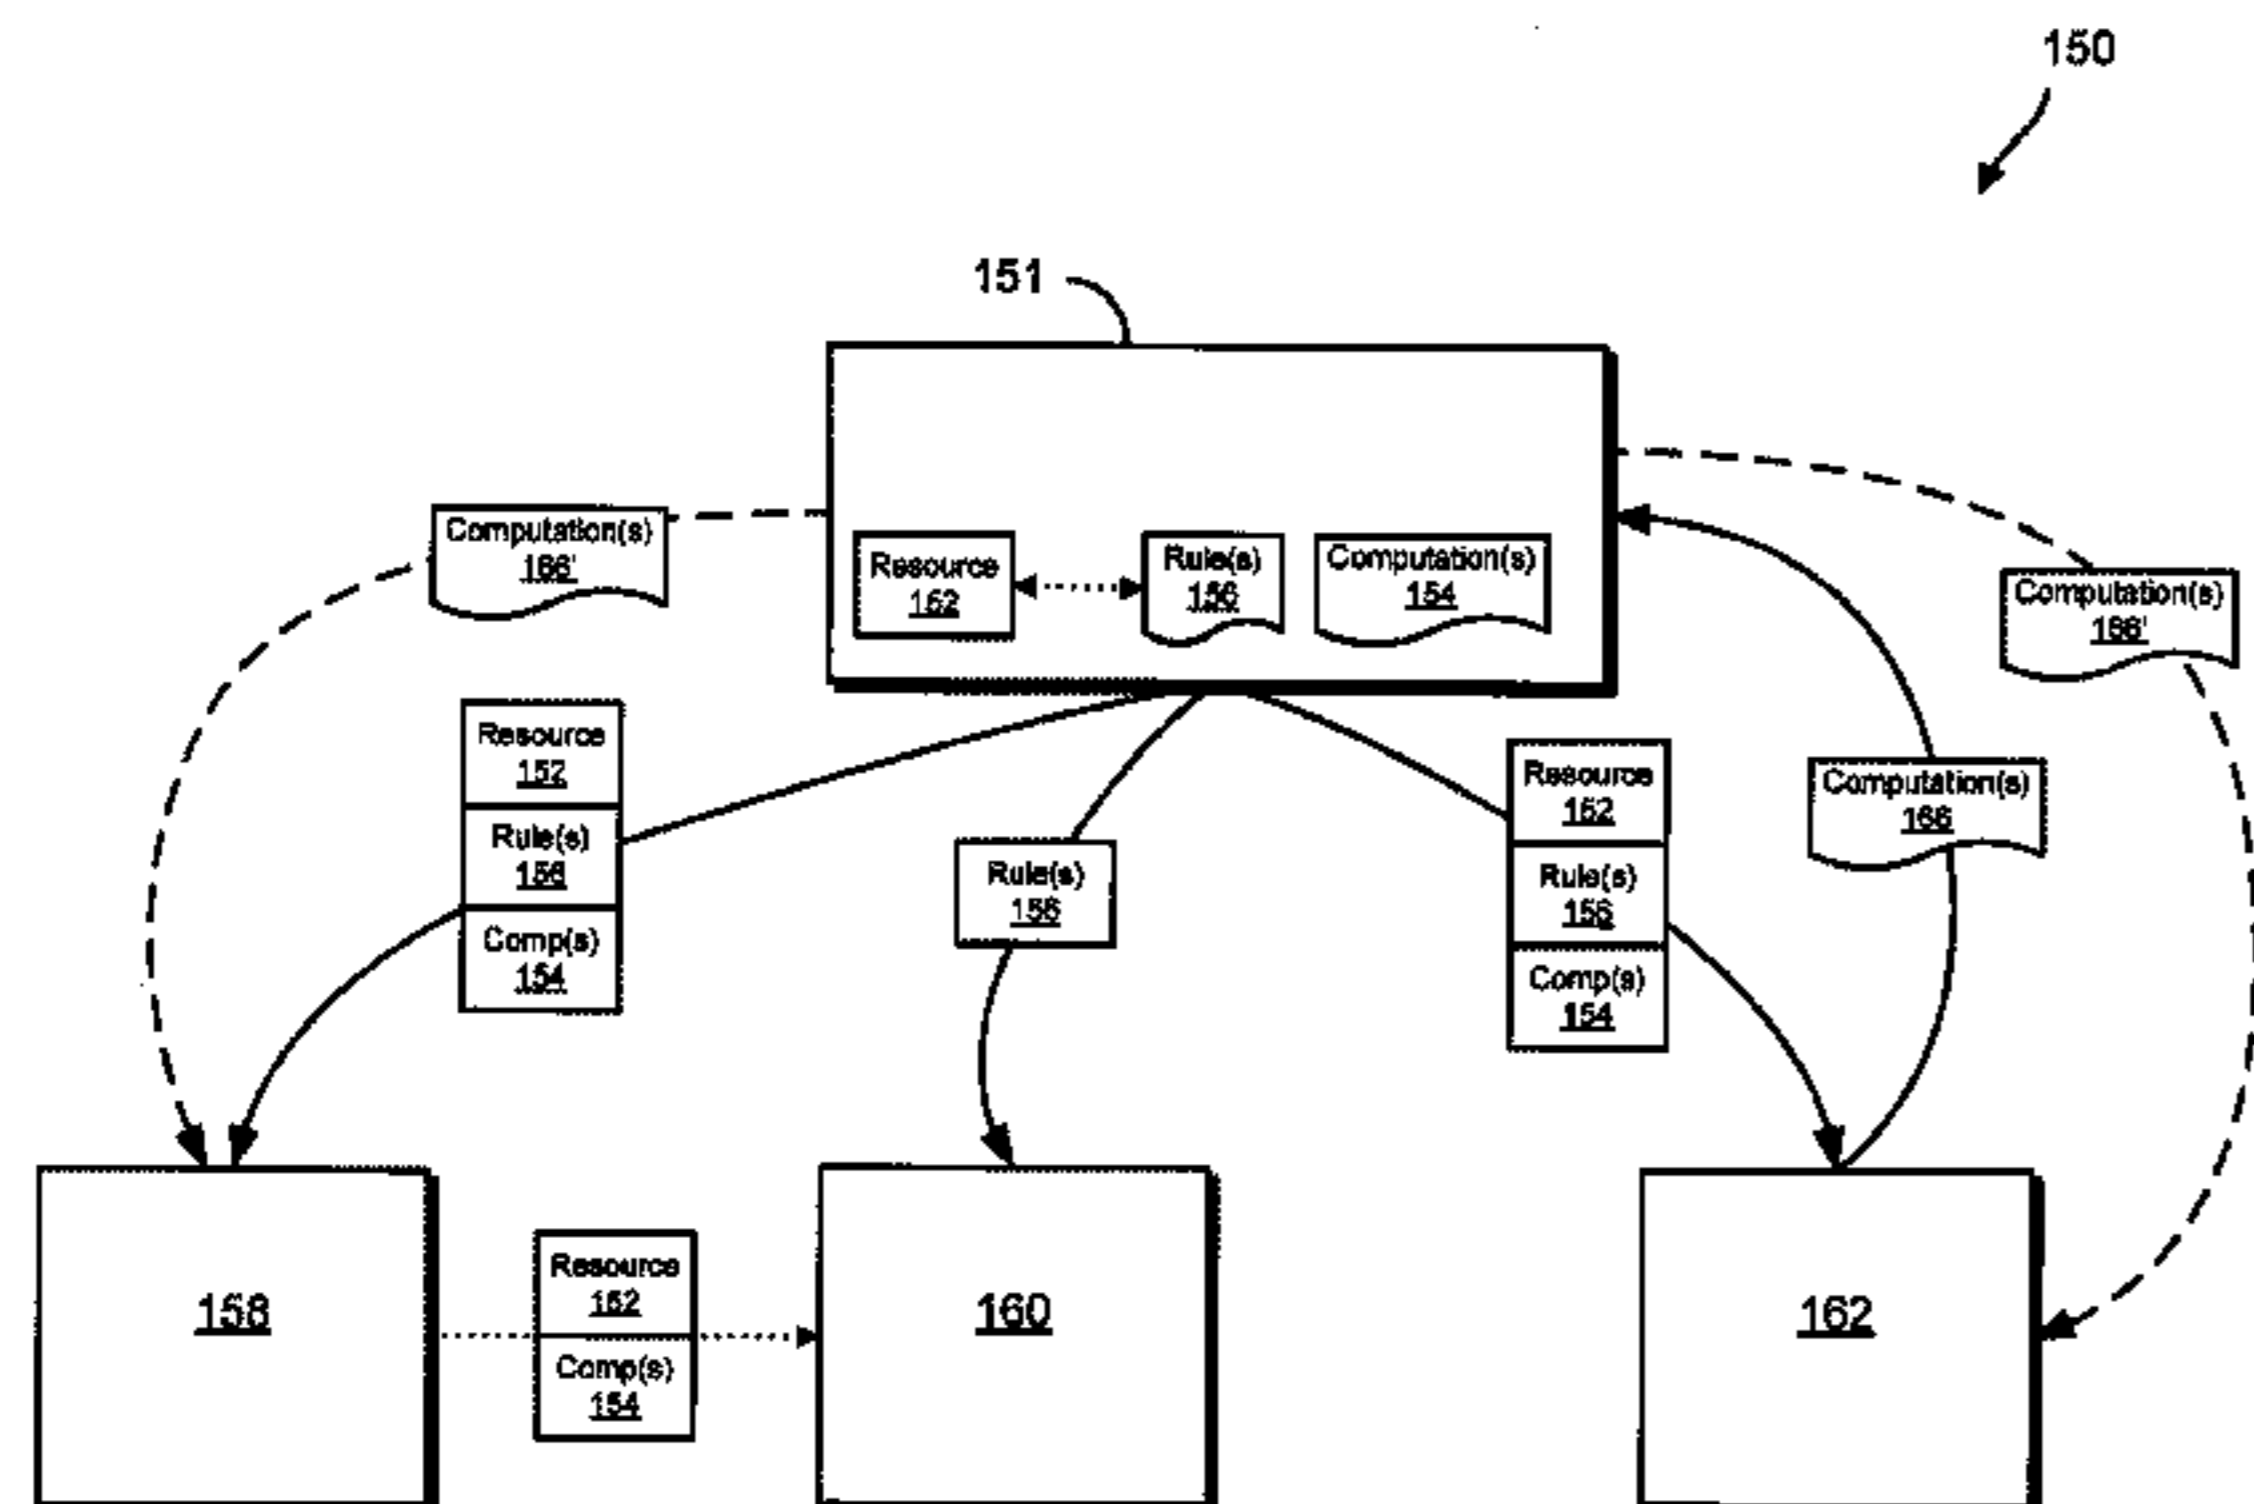 150
151
Computation(s)
166'
Resource
152
Rule(s)
156
Computation(s)
154
Computation(s)
166'
Resource
152
Rule(s)
156
Comp(s)
154
Rule(s)
156
Resource
152
Rule(s)
156
Comp(s)
154
Computation(s)
166
158
Resource
152
Comp(s)
154
160
162